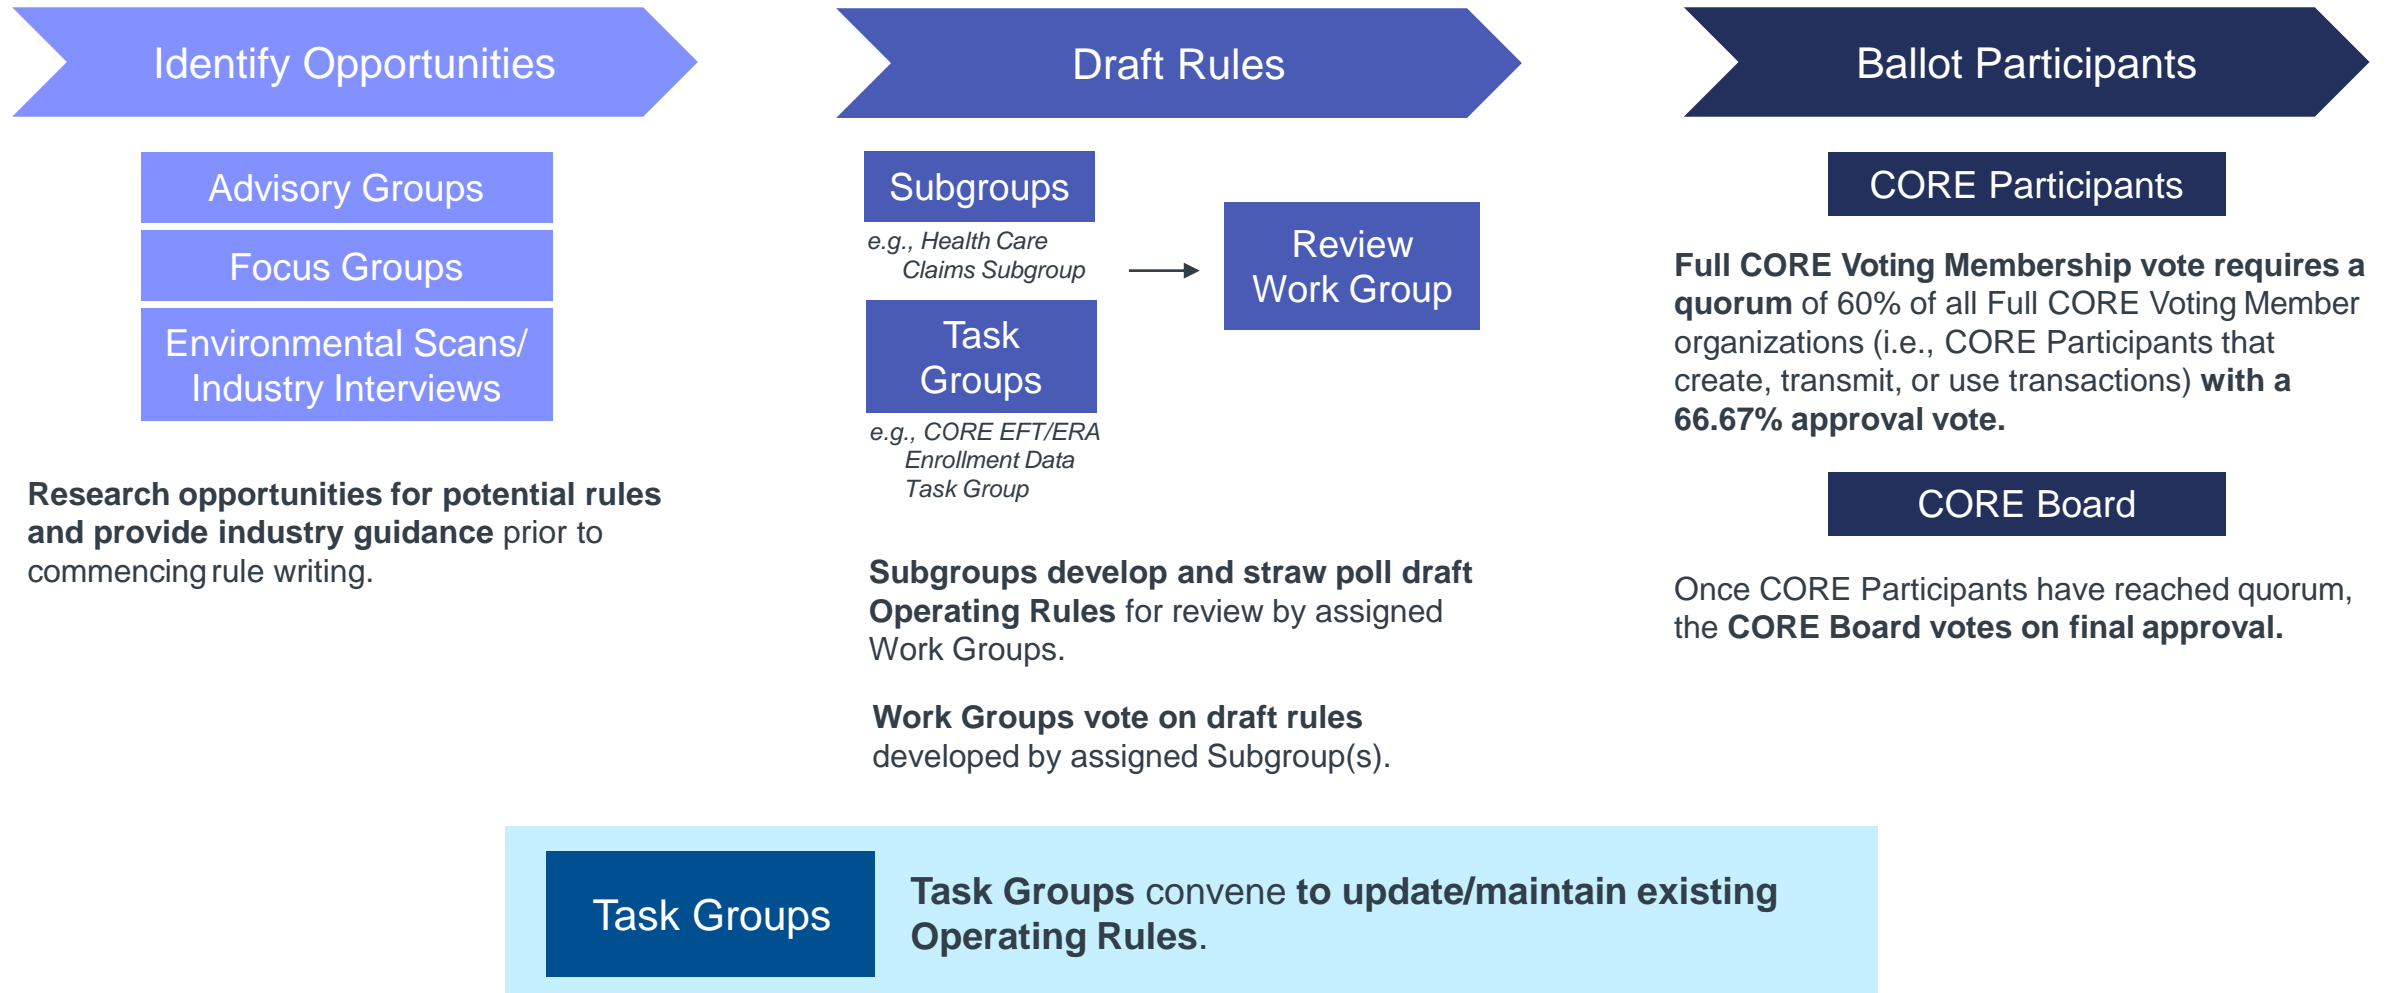 Identify Opportunities
Advisory Groups
Focus Groups
Environmental Scans/
Industry Interviews
Research opportunities for potential rules
and provide industry guidance prior to
commencing rule writing.
Draft Rules
Subgroups
e.g., Health Care
Claims Subgroup
Task
Groups
e.g., CORE EFT/ERA
Enrollment Data
Task Group
Review
Work Group
Subgroups develop and straw poll draft
Operating Rules for review by assigned
Work Groups.
Work Groups vote on draft rules
developed by assigned Subgroup(s).
Ballot Participants
CORE Participants
Full CORE Voting Membership vote requires a
quorum of 60% of all Full CORE Voting Member
organizations (i.e., CORE Participants that
create, transmit, or use transactions) with a
66.67% approval vote.
CORE Board
Once CORE Participants have reached quorum,
the CORE Board votes on final approval.
Task Groups
Task Groups convene to update/maintain existing
Operating Rules.